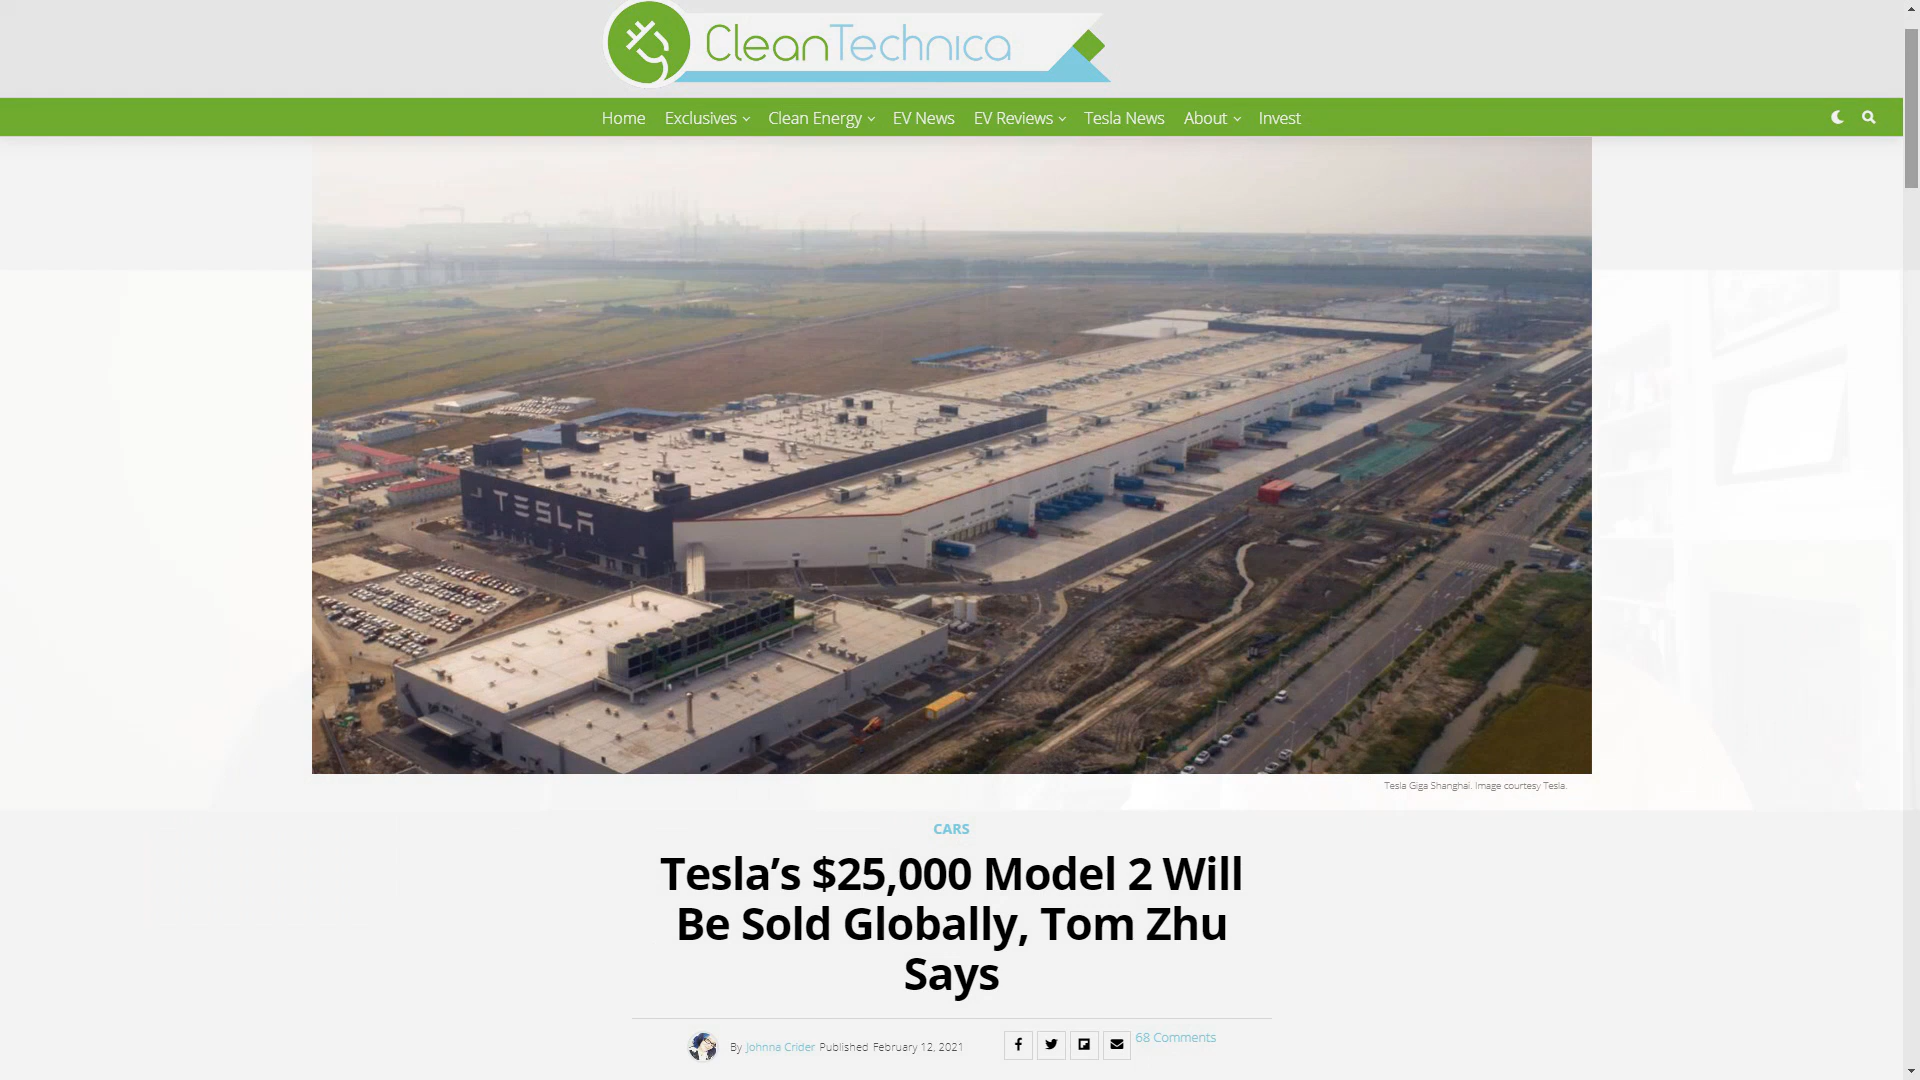 CleanTechnica
Home Exclusives Clean Energy EV News EV Reviews Tesla News About Invest
TESLA
Tesla Giga Shanghai. Image courtesy Tesla.
CARS
Tesla’s $25,000 Model 2 Will
Be Sold Globally, Tom Zhu
Says
By Johnna Crider Published February 12, 2021
68 Comments